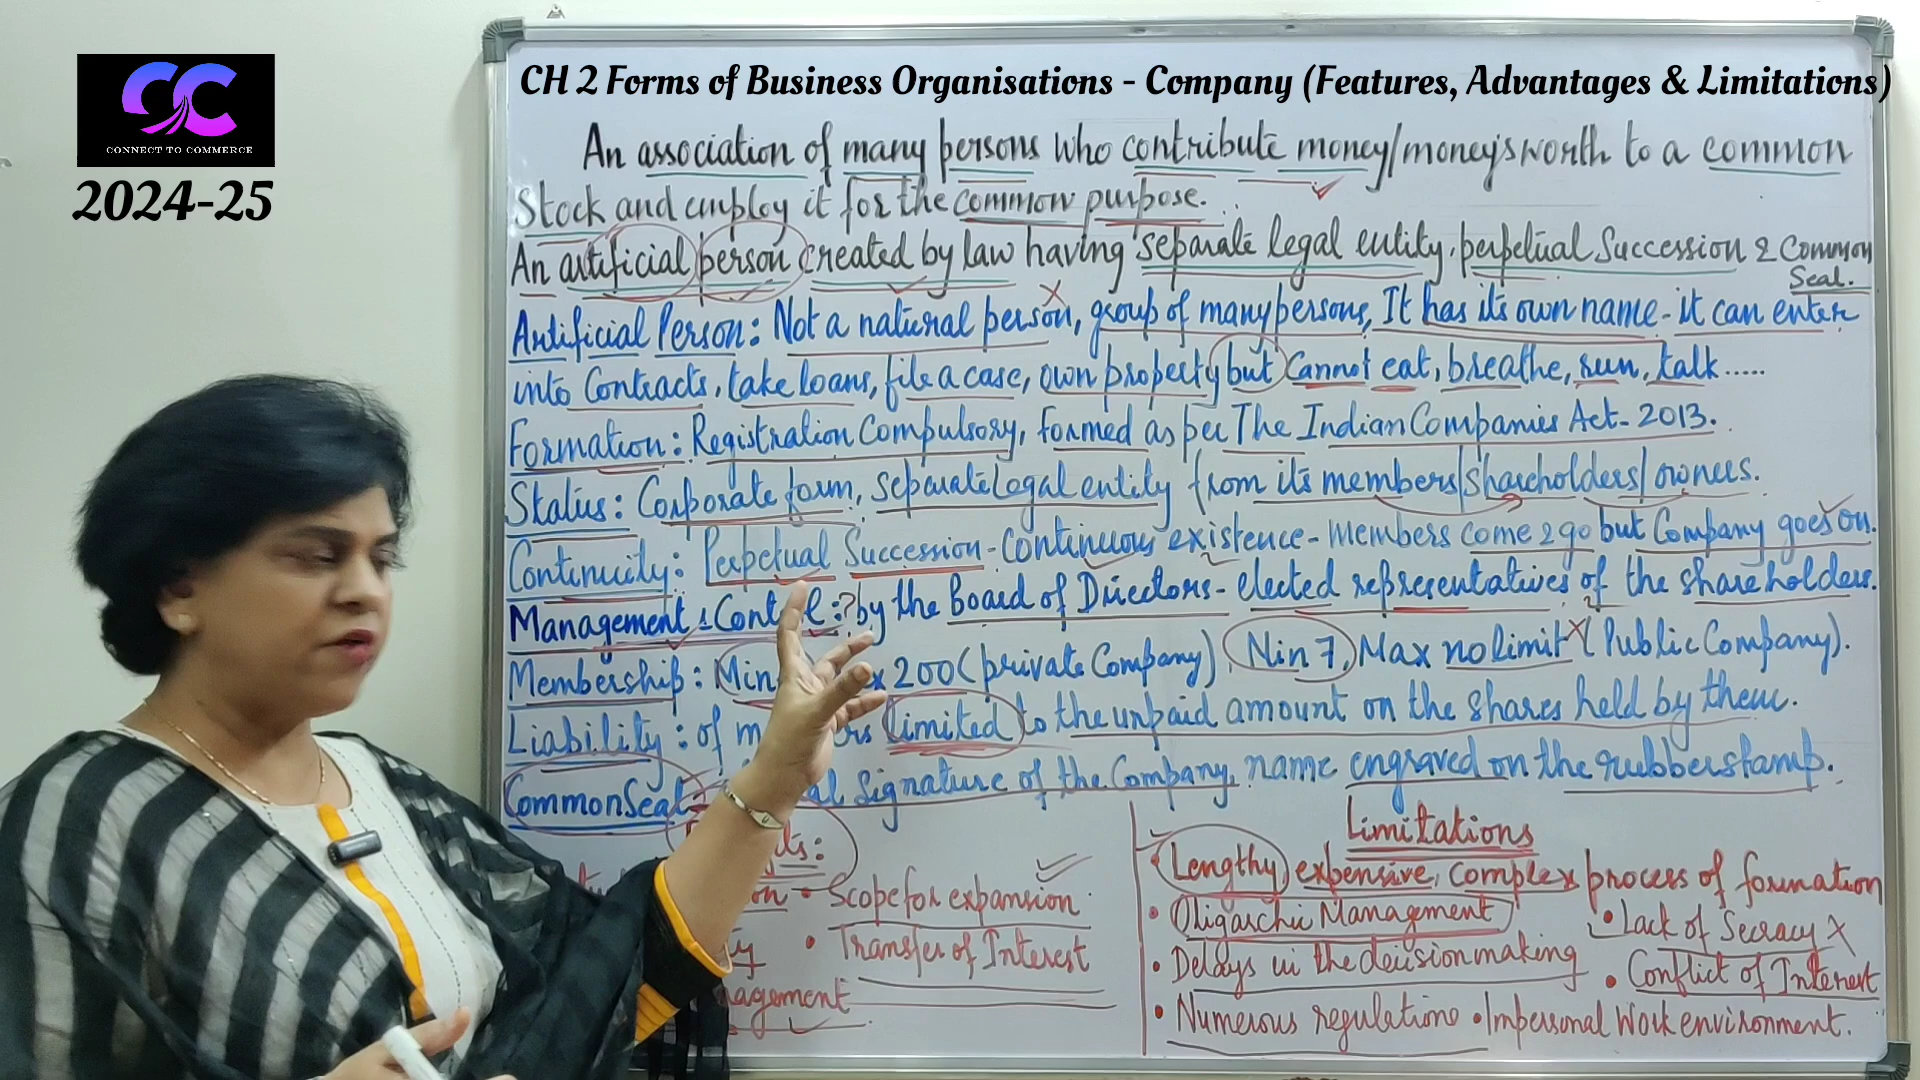 CONNECT TO COMMERCE
2024-25
CH 2 Forms of Business Organisations - Company (Features, Advantages & Limitations)
An association of many persons who contribute money/money's worth to a common
Stock and employ it for the common purpose.
An artificial person created by law having separate legal entity, perpetual Succession & Common
Seal.
Artificial Person: Not a natural person, group of many persons, It has its own name - it can enter
into Contracts, take loans, file a case, own property but Cannot eat, breathe, run, talk.....
Formation: Registration Compulsory, formed as per The Indian Companies Act - 2013.
Status: Corporate form, Separate Legal entity from its members/Shareholders/owners.
Continuity: Perpetual Succession - Continuous existence - Members come & go but Company goes on.
Management & Control: ? by the Board of Directors - elected representatives of the shareholders.
Membership: Min 200 (private Company), Min 7, Max no limit (Public Company).
Liability: of limited to the unpaid amount on the shares held by them.
Common Seal: signature of the Company, name engraved on the rubber stamp.
• Scope for expansion
• Transfer of Interest
Limitations
• Lengthy, expensive, complex process of formation
• Oligarchic Management
• Lack of Secracy
• Delays in the decision making
• Conflict of Interest
• Numerous regulations • Impersonal Work environment.